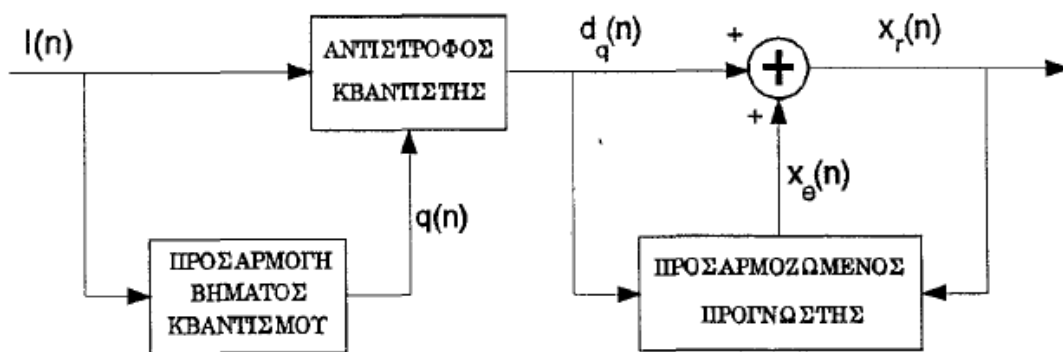 I(n)
ΑΝΤΙΣΤΡΟΦΟΣ
ΚΒΑΝΤΙΣΤΗΣ
d_q(n)
+
+
x_r(n)
+
x_e(n)
q(n)
ΠΡΟΣΑΡΜΟΓΗ
ΒΗΜΑΤΟΣ
ΚΒΑΝΤΙΣΜΟΥ
ΠΡΟΣΑΡΜΟΖΩΜΕΝΟΣ
ΠΡΟΓΝΩΣΤΗΣ